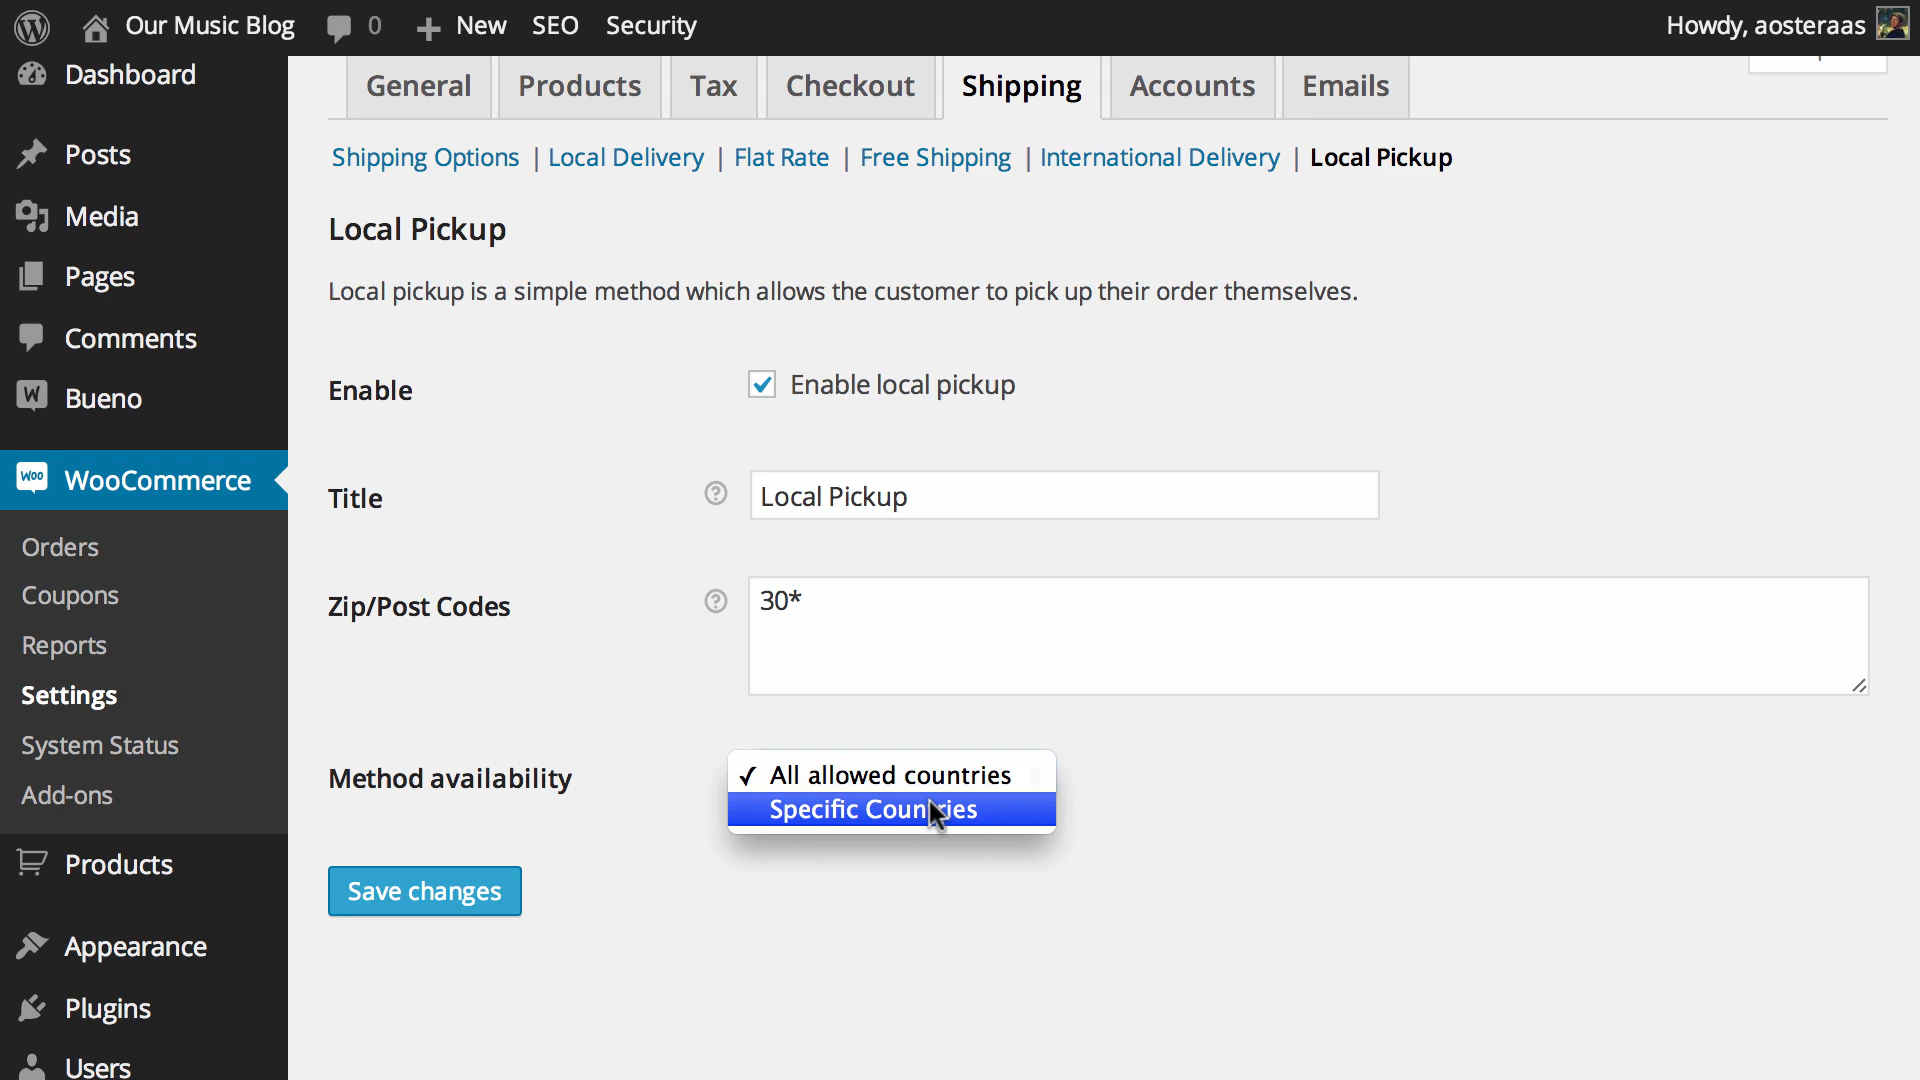 Our Music Blog 0 New SEO Security Howdy, aosteraas
Dashboard
Posts
Media
Pages
Comments
W Bueno
Woo WooCommerce
Orders
Coupons
Reports
Settings
System Status
Add-ons
Products
Appearance
Plugins
Users
General Products Tax Checkout Shipping Accounts Emails
Shipping Options | Local Delivery | Flat Rate | Free Shipping | International Delivery | Local Pickup
Local Pickup
Local pickup is a simple method which allows the customer to pick up their order themselves.
Enable Enable local pickup
Title ? Local Pickup
Zip/Post Codes ? 30*
Method availability ✓ All allowed countries
Specific Countries
Save changes